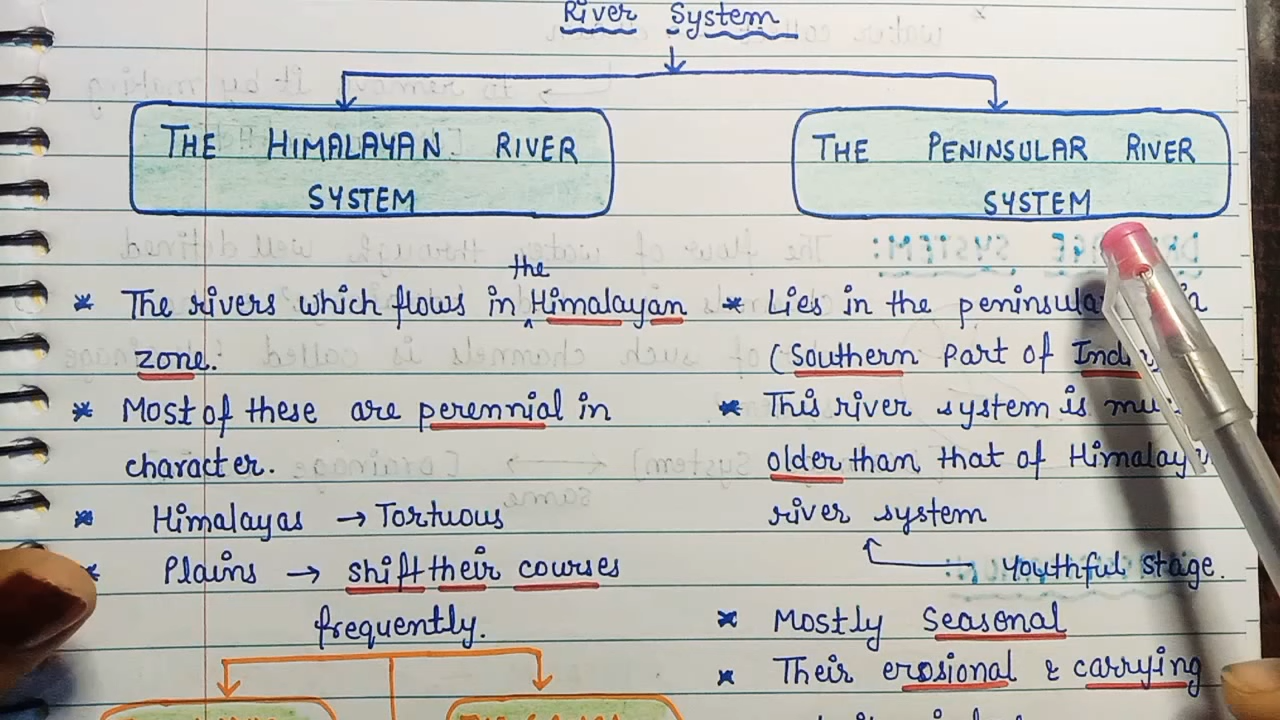 River System
THE HIMALAYAN RIVER
SYSTEM
THE PENINSULAR RIVER
SYSTEM
the
* The rivers which flows in ^ Himalayan
zone.
* Most of these are perennial in
character.
* Himalayas → Tortuous
* Plains → shift their courses
frequently.
* Lies in the
(Southern Part of
* This river system is
older than that of
river system
Youthful stage.
* Mostly Seasonal
* Their erosional & carrying